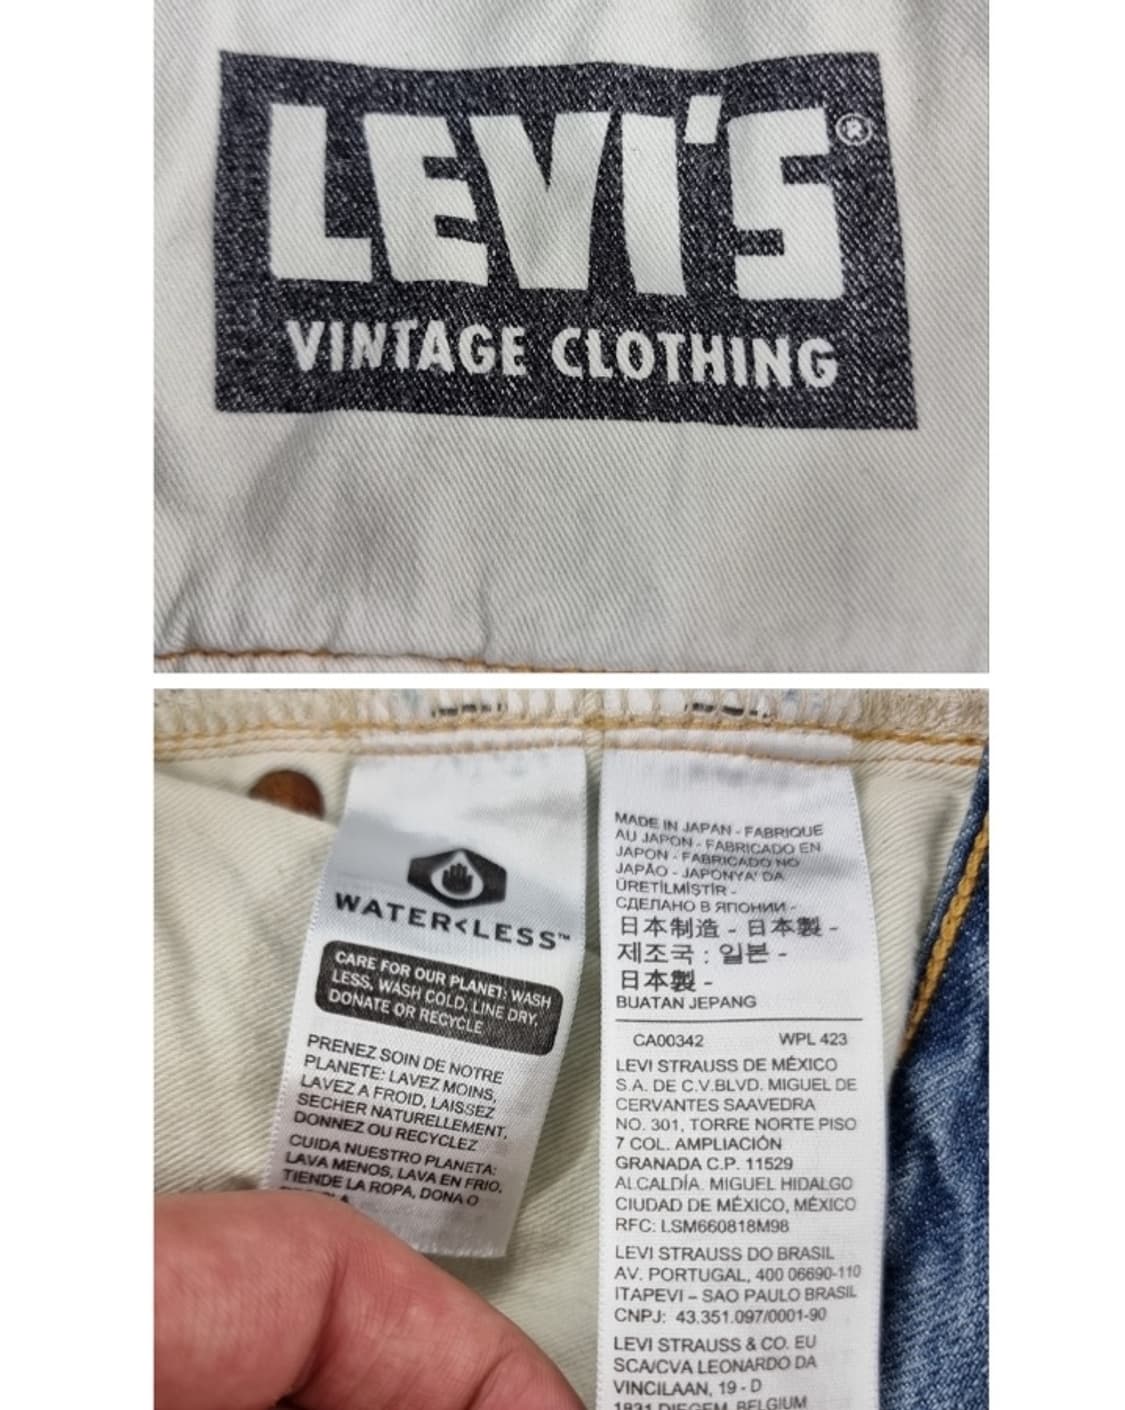 LEVI'S®
VINTAGE CLOTHING
WATER<LESS™
CARE FOR OUR PLANET: WASH
LESS, WASH COLD, LINE DRY,
DONATE OR RECYCLE
PRENEZ SOIN DE NOTRE
PLANETE: LAVEZ MOINS,
LAVEZ A FROID, LAISSEZ
SECHER NATURELLEMENT,
DONNEZ OU RECYCLEZ
CUIDA NUESTRO PLANETA:
LAVA MENOS, LAVA EN FRIO,
TIENDE LA ROPA, DONA O
MADE IN JAPAN - FABRIQUE
AU JAPON - FABRICADO EN
JAPON - FABRICADO NO
JAPÃO - JAPONYA' DA
ÜRETİLMİSTİR -
СДЕЛАНО В ЯПОНИИ -
日本制造 - 日本製 -
제조국 : 일본 -
日本製 -
BUATAN JEPANG
CA00342 WPL 423
LEVI STRAUSS DE MÉXICO
S.A. DE C.V.BLVD. MIGUEL DE
CERVANTES SAAVEDRA
NO. 301, TORRE NORTE PISO
7 COL. AMPLIACIÓN
GRANADA C.P. 11529
ALCALDÍA. MIGUEL HIDALGO
CIUDAD DE MÉXICO, MÉXICO
RFC: LSM660818M98
LEVI STRAUSS DO BRASIL
AV. PORTUGAL, 400 06690-110
ITAPEVI – SAO PAULO BRASIL
CNPJ: 43.351.097/0001-90
LEVI STRAUSS & CO. EU
SCA/CVA LEONARDO DA
VINCILAAN, 19 - D
1831 DIEGEM, BELGIUM